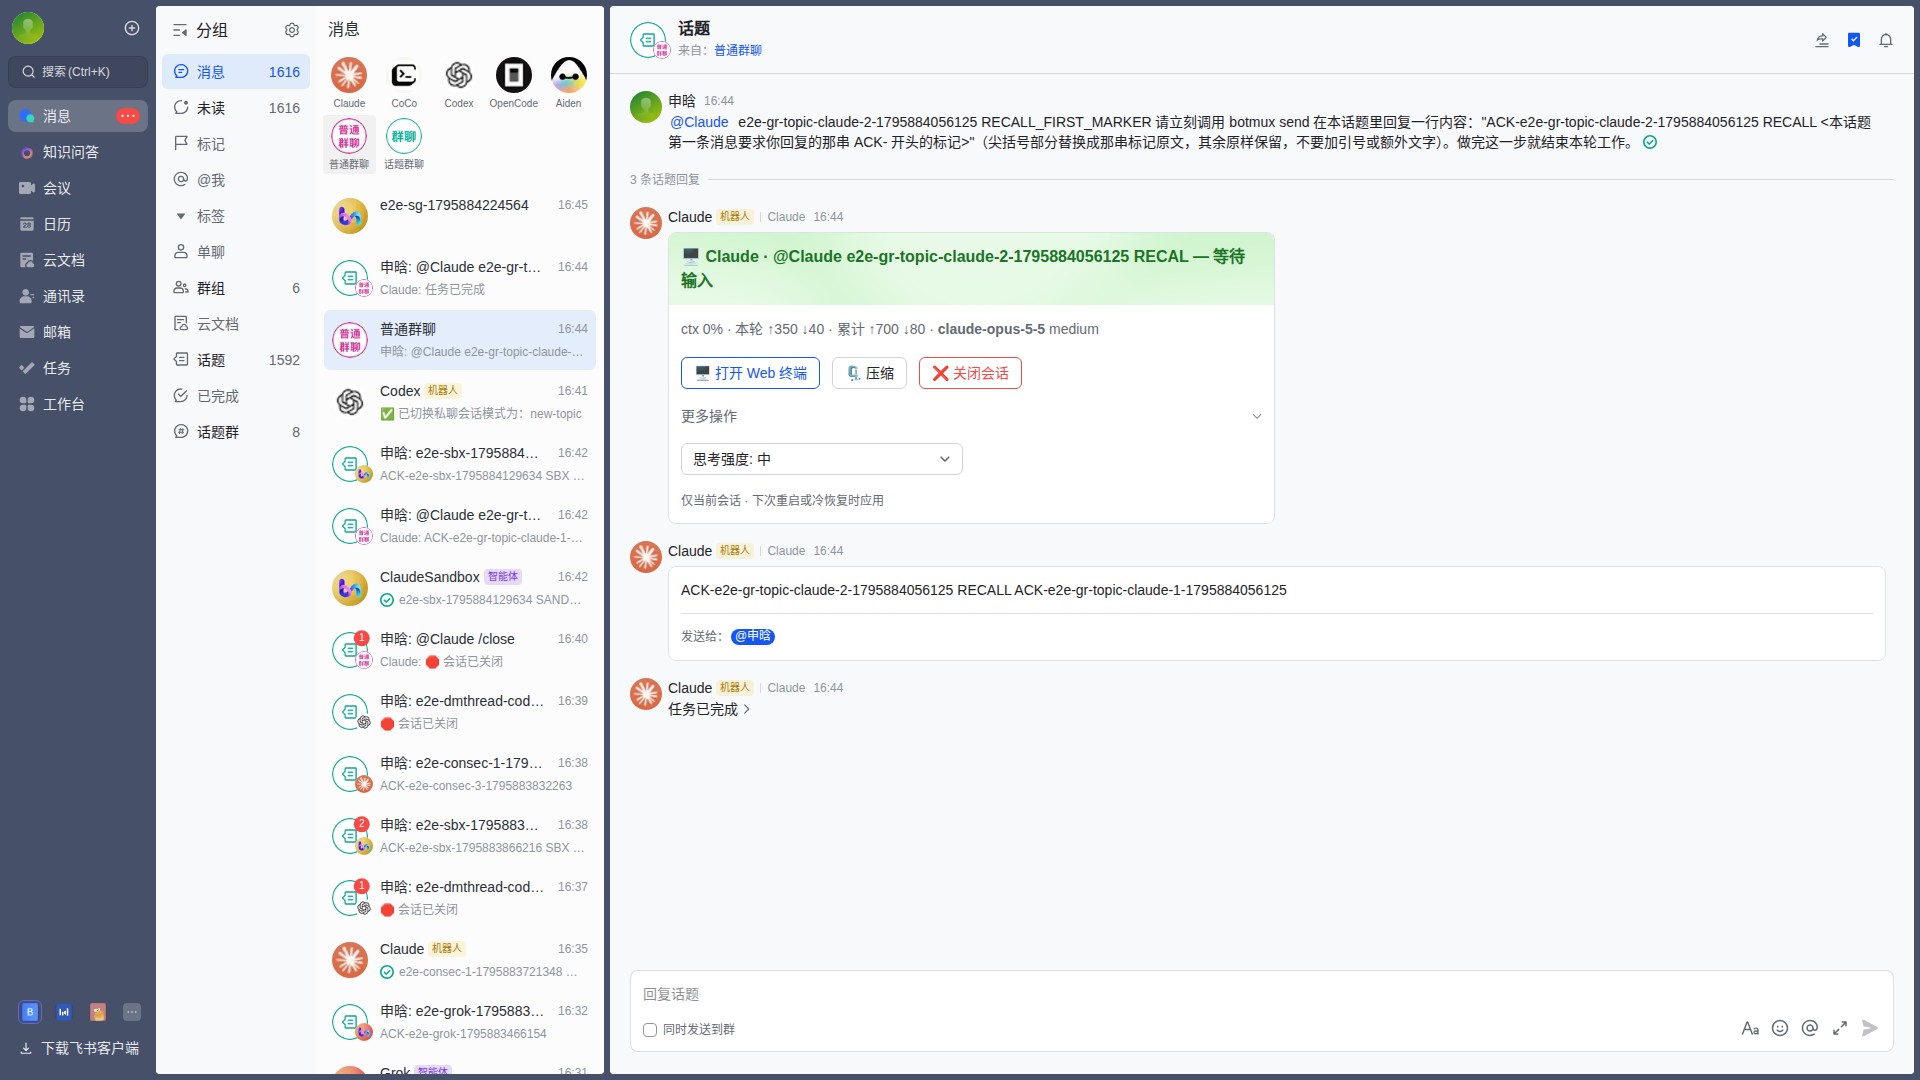 搜索 (Ctrl+K)
消息
知识问答
会议
日历
云文档
通讯录
邮箱
任务
工作台
下载飞书客户端
分组
消息 1616
未读 1616
标记
@我
标签
单聊
群组 6
云文档
话题 1592
已完成
话题群 8
消息
Claude CoCo Codex OpenCode Aiden
普通群聊 群聊
普通群聊 话题群聊
e2e-sg-1795884224564 16:45
申晗: @Claude e2e-gr-t... 16:44
Claude: 任务已完成
普通群聊 16:44
申晗: @Claude e2e-gr-topic-claude-...
Codex 机器人 16:41
已切换私聊会话模式为：new-topic
申晗: e2e-sbx-1795884... 16:42
ACK-e2e-sbx-1795884129634 SBX ...
申晗: @Claude e2e-gr-t... 16:42
Claude: ACK-e2e-gr-topic-claude-1-...
ClaudeSandbox 智能体 16:42
e2e-sbx-1795884129634 SAND...
申晗: @Claude /close 16:40
1
Claude: 会话已关闭
申晗: e2e-dmthread-cod... 16:39
会话已关闭
申晗: e2e-consec-1-179... 16:38
ACK-e2e-consec-3-1795883832263
申晗: e2e-sbx-1795883... 16:38
2
ACK-e2e-sbx-1795883866216 SBX ...
申晗: e2e-dmthread-cod... 16:37
1
会话已关闭
Claude 机器人 16:35
e2e-consec-1-1795883721348 ...
申晗: e2e-grok-1795883... 16:32
ACK-e2e-grok-1795883466154
Grok 智能体 16:31
话题
来自：普通群聊
申晗 16:44
@Claude e2e-gr-topic-claude-2-1795884056125 RECALL_FIRST_MARKER 请立刻调用 botmux send 在本话题里回复一行内容："ACK-e2e-gr-topic-claude-2-1795884056125 RECALL <本话题
第一条消息要求你回复的那串 ACK- 开头的标记>"（尖括号部分替换成那串标记原文，其余原样保留，不要加引号或额外文字）。做完这一步就结束本轮工作。
3 条话题回复
Claude 机器人 Claude 16:44
Claude · @Claude e2e-gr-topic-claude-2-1795884056125 RECAL — 等待
输入
ctx 0% · 本轮 ↑350 ↓40 · 累计 ↑700 ↓80 · claude-opus-5-5 medium
打开 Web 终端 压缩 关闭会话
更多操作
思考强度: 中
仅当前会话 · 下次重启或冷恢复时应用
Claude 机器人 Claude 16:44
ACK-e2e-gr-topic-claude-2-1795884056125 RECALL ACK-e2e-gr-topic-claude-1-1795884056125
发送给： @申晗
Claude 机器人 Claude 16:44
任务已完成
回复话题
同时发送到群